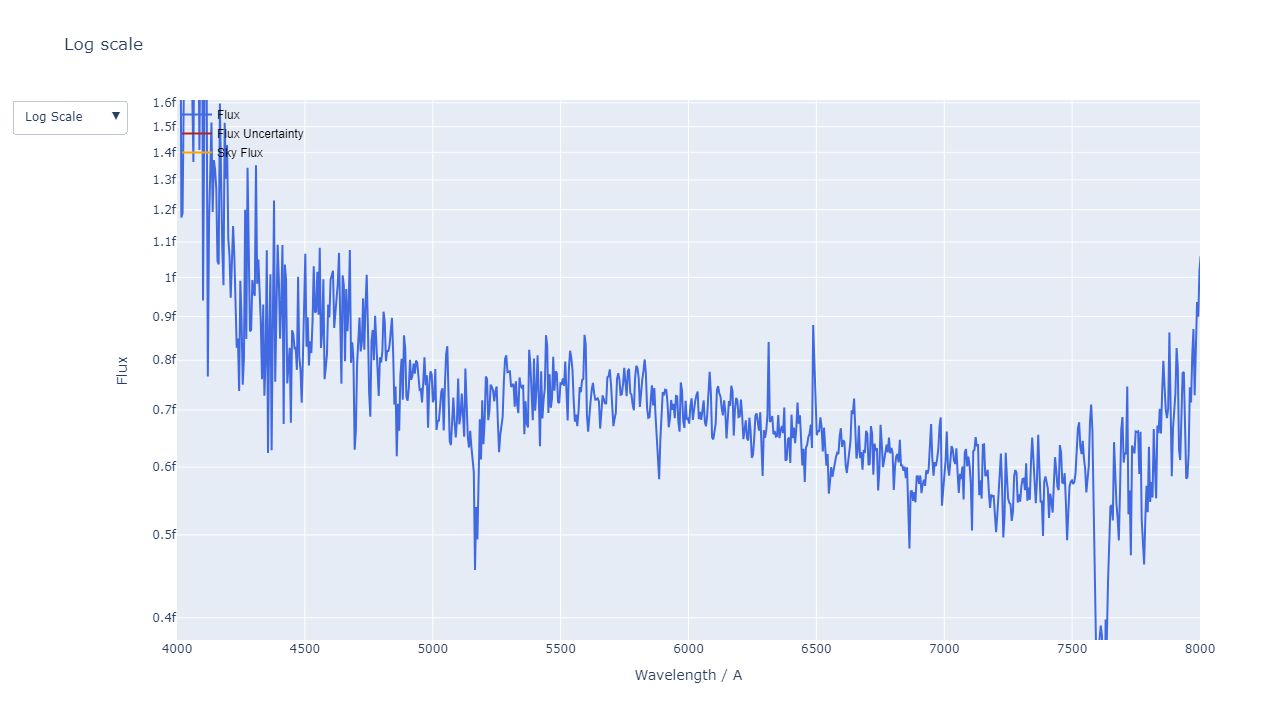 Log scale
Log Scale ▼
Flux
Flux Uncertainty
Sky Flux
1.6f
1.5f
1.4f
1.3f
1.2f
1.1f
1f
0.9f
0.8f
0.7f
0.6f
0.5f
0.4f
Flux
4000 4500 5000 5500 6000 6500 7000 7500 8000
Wavelength / A